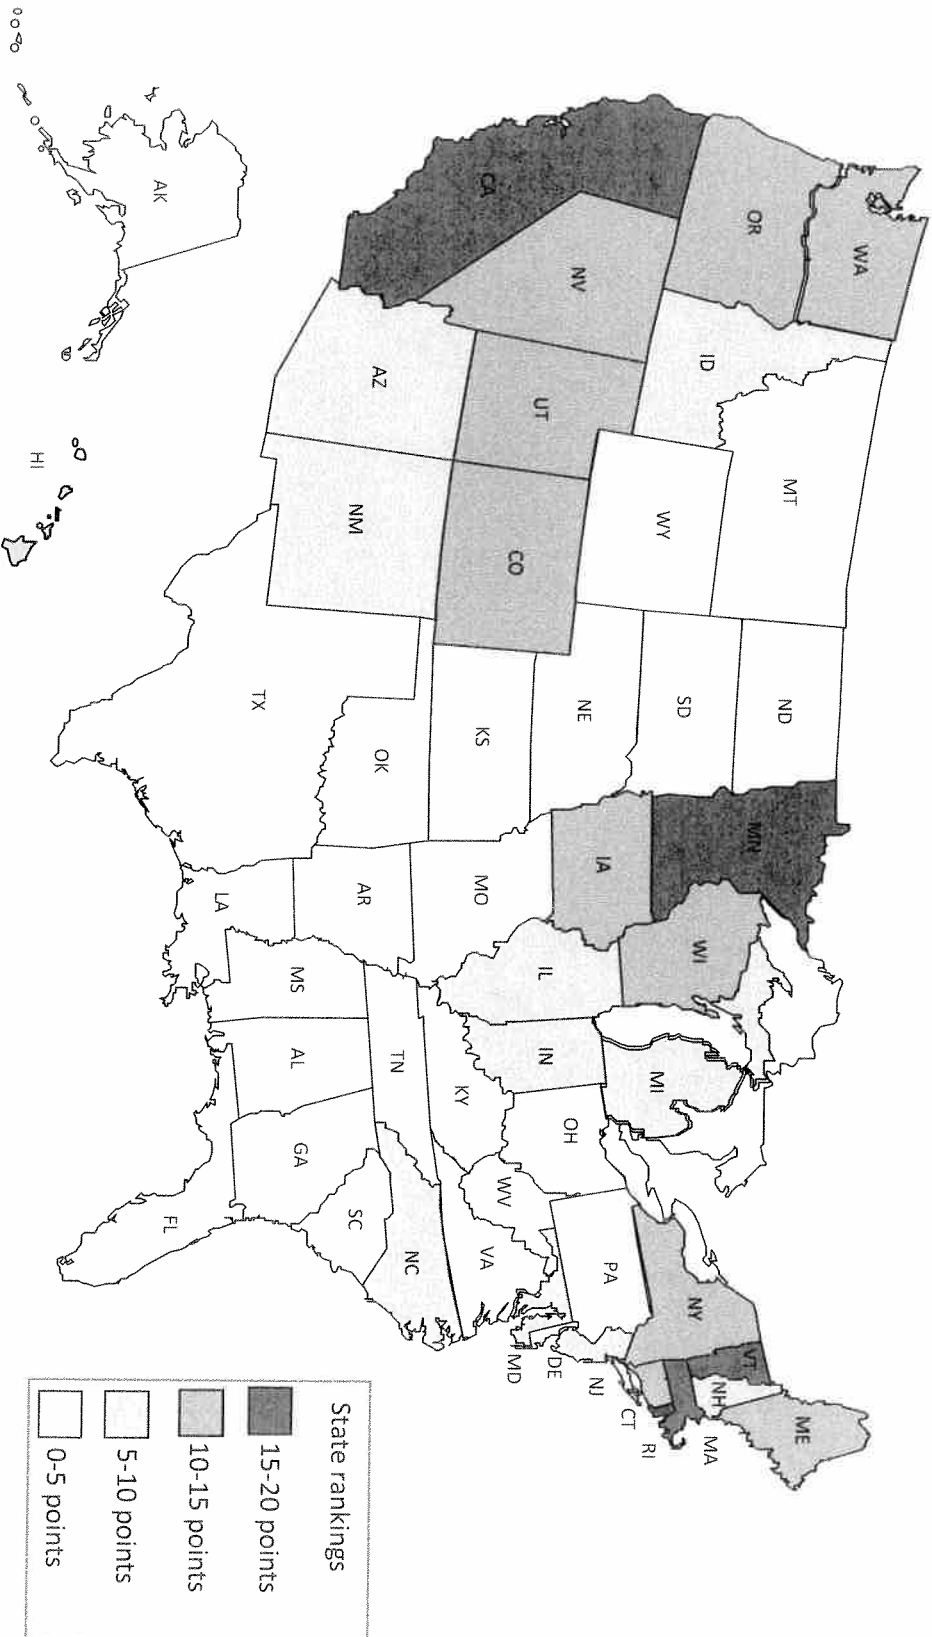 WA
OR
CA
NV
ID
MT
WY
UT
AZ
CO
NM
ND
SD
NE
KS
OK
TX
MN
IA
MO
AR
LA
WI
IL
MS
MI
IN
KY
TN
AL
OH
WV
VA
NC
SC
GA
FL
PA
NY
VT
NH
ME
MA
RI
CT
NJ
DE
MD
AK
HI
State rankings
15-20 points
10-15 points
5-10 points
0-5 points